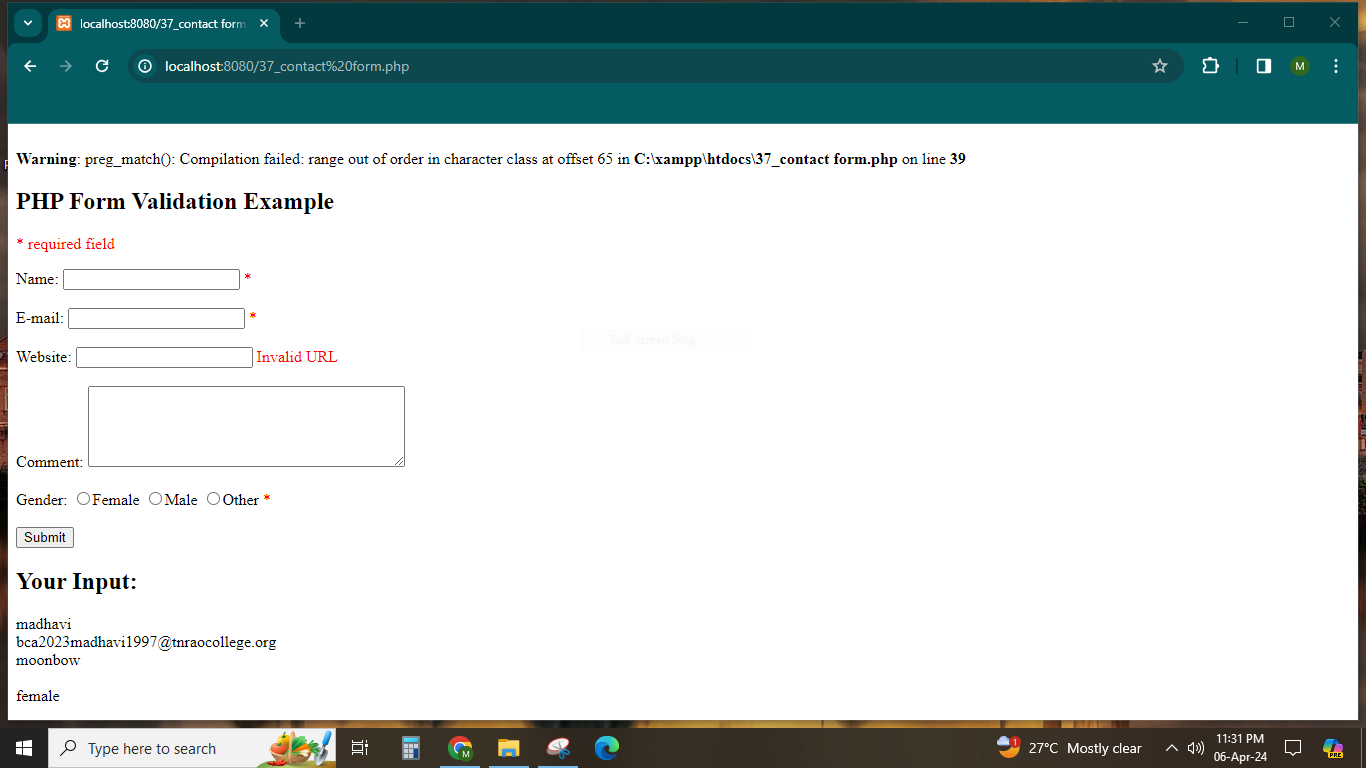 localhost:8080/37_contact form
localhost:8080/37_contact%20form.php
M
Warning: preg_match(): Compilation failed: range out of order in character class at offset 65 in C:\xampp\htdocs\37_contact form.php on line 39
PHP Form Validation Example
* required field
Name: *
E-mail: *
Website: Invalid URL
Full-screen Snip
Comment:
Gender: Female Male Other *
Submit
Your Input:
madhavi
bca2023madhavi1997@tnraocollege.org
moonbow
female
Type here to search
M
1
27°C Mostly clear
11:31 PM
06-Apr-24
PRE